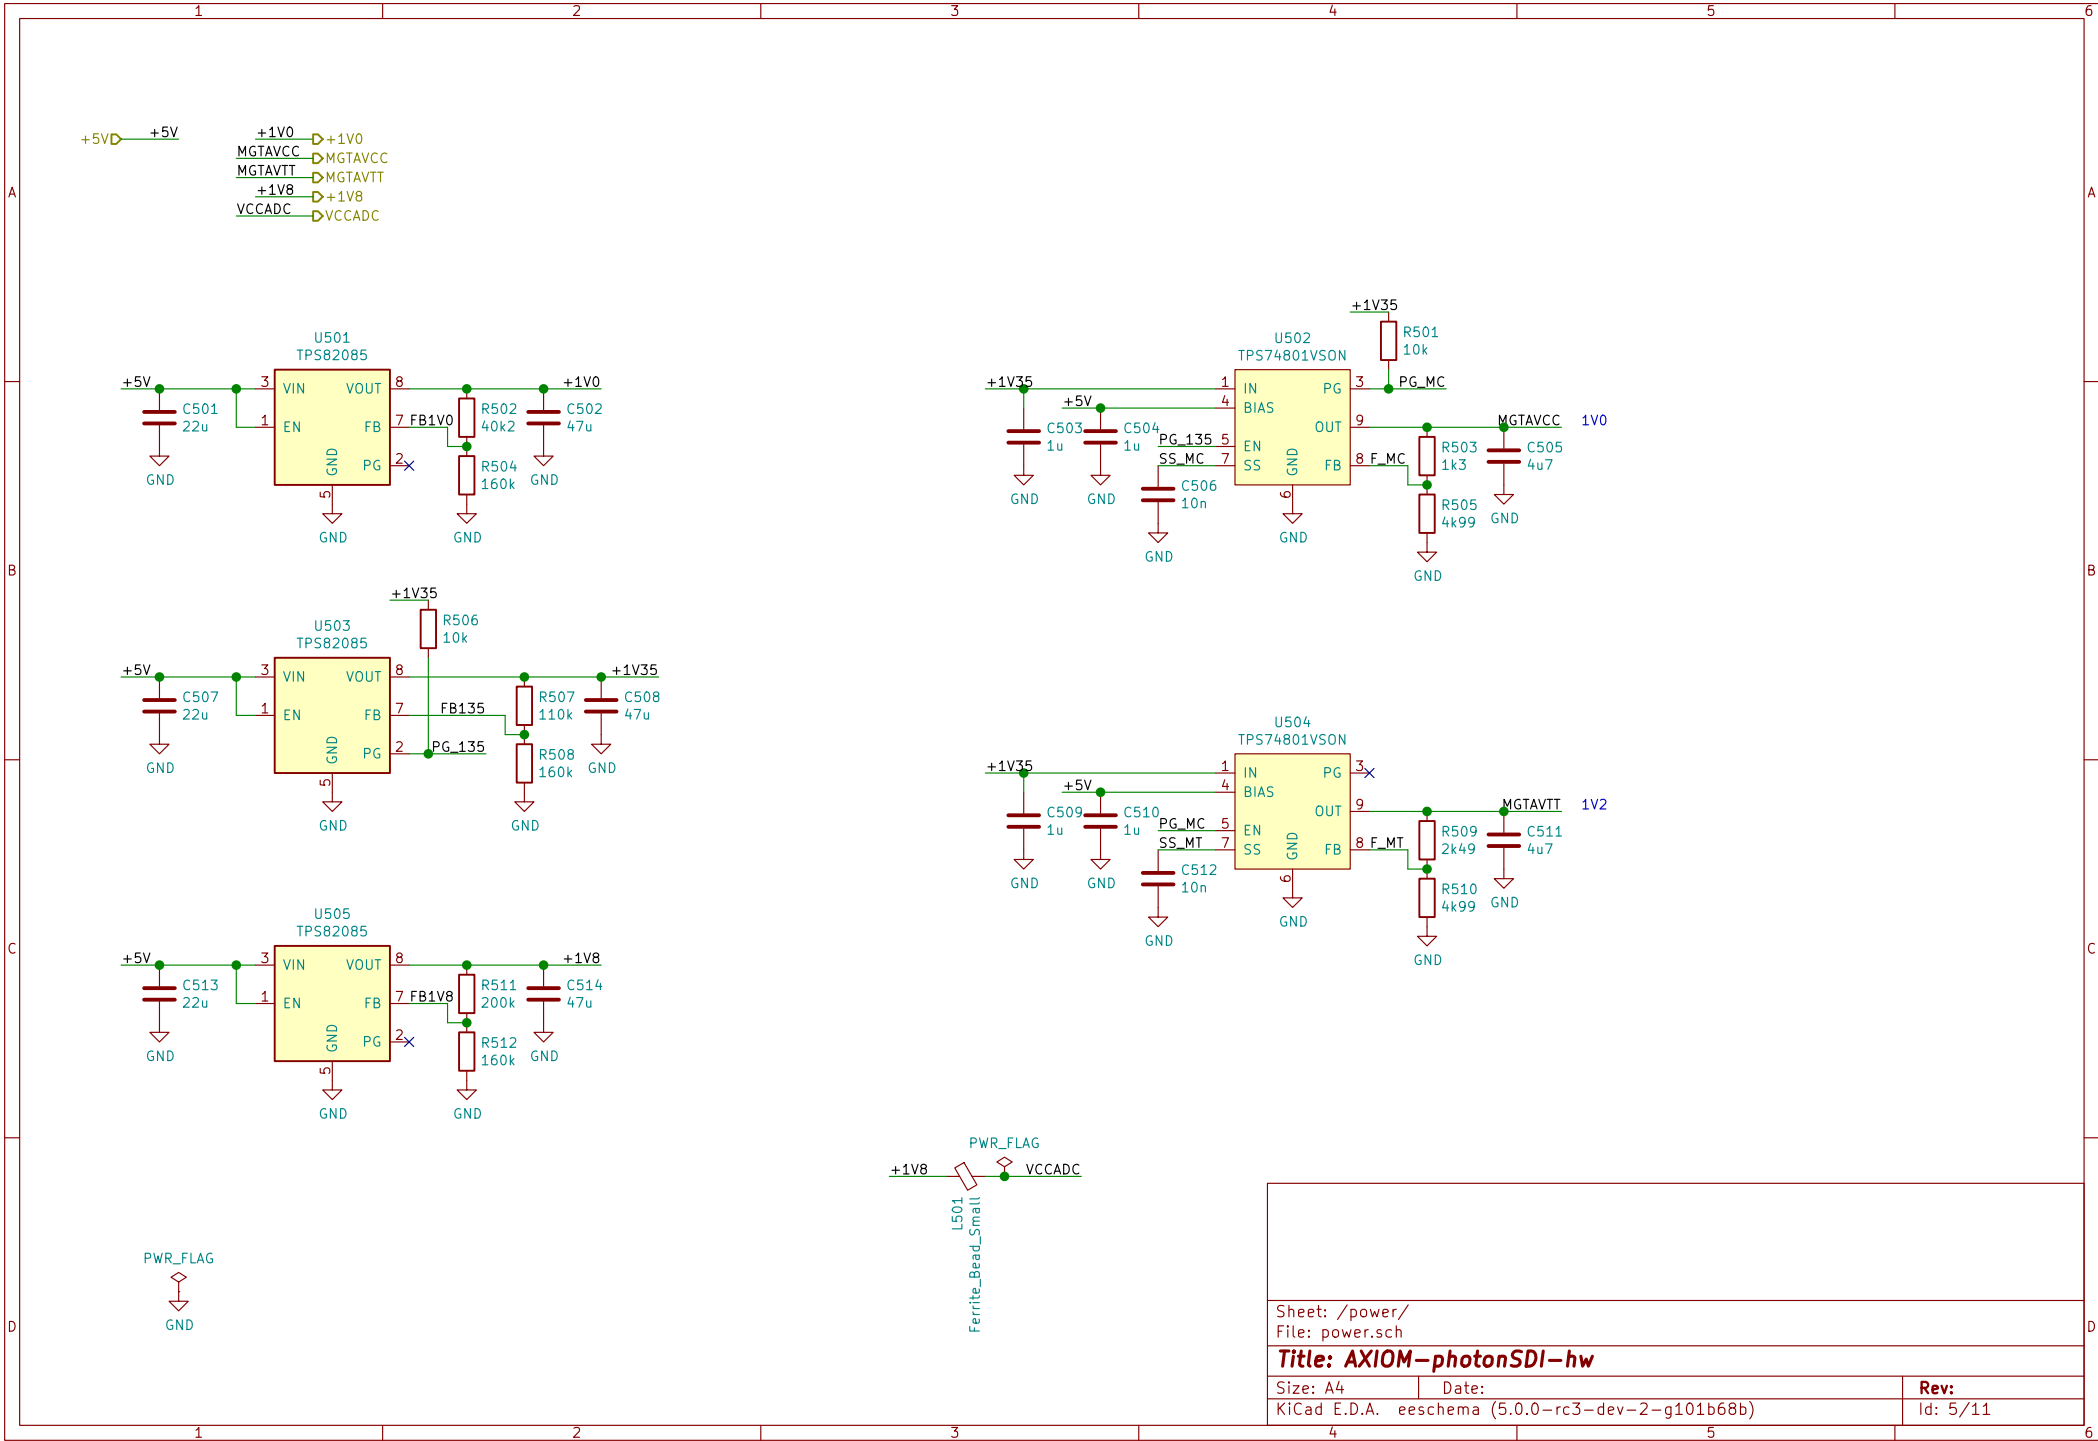 1 2 3 4 5 6
+5V +5V
+1V0 +1V0
MGTAVCC MGTAVCC
MGTAVTT MGTAVTT
+1V8 +1V8
VCCADC VCCADC
A A
U501
TPS82085
+5V 3 VIN VOUT 8 +1V0
C501
22u
1 EN FB 7 FB1V0
R502
40k2
C502
47u
GND PG 2
R504
160k
5
GND GND GND GND
+1V35
R501
10k
U502
TPS74801VSON
+1V35 1 IN PG 3 PG_MC
+5V 4 BIAS
OUT 9 MGTAVCC 1V0
C503
1u
C504
1u
PG_135 5 EN
SS_MC 7 SS
GND FB 8 F_MC
R503
1k3
C505
4u7
C506
10n
R505
4k99
6
GND GND GND GND GND GND
B B
+1V35
R506
10k
U503
TPS82085
+5V 3 VIN VOUT 8 +1V35
C507
22u
1 EN FB 7 FB135
R507
110k
C508
47u
GND PG 2 PG_135
R508
160k
5
GND GND GND GND
U504
TPS74801VSON
+1V35 1 IN PG 3
+5V 4 BIAS
OUT 9 MGTAVTT 1V2
C509
1u
C510
1u
PG_MC 5 EN
SS_MT 7 SS
GND FB 8 F_MT
R509
2k49
C511
4u7
C512
10n
R510
4k99
6
GND GND GND GND GND GND
C C
U505
TPS82085
+5V 3 VIN VOUT 8 +1V8
C513
22u
1 EN FB 7 FB1V8
R511
200k
C514
47u
GND PG 2
R512
160k
5
GND GND GND GND
PWR_FLAG
+1V8 VCCADC
L501
Ferrite_Bead_Small
PWR_FLAG
GND
D D
Sheet: /power/
File: power.sch
Title: AXIOM-photonSDI-hw
Size: A4 Date: Rev:
KiCad E.D.A. eeschema (5.0.0-rc3-dev-2-g101b68b) Id: 5/11
1 2 3 4 5 6